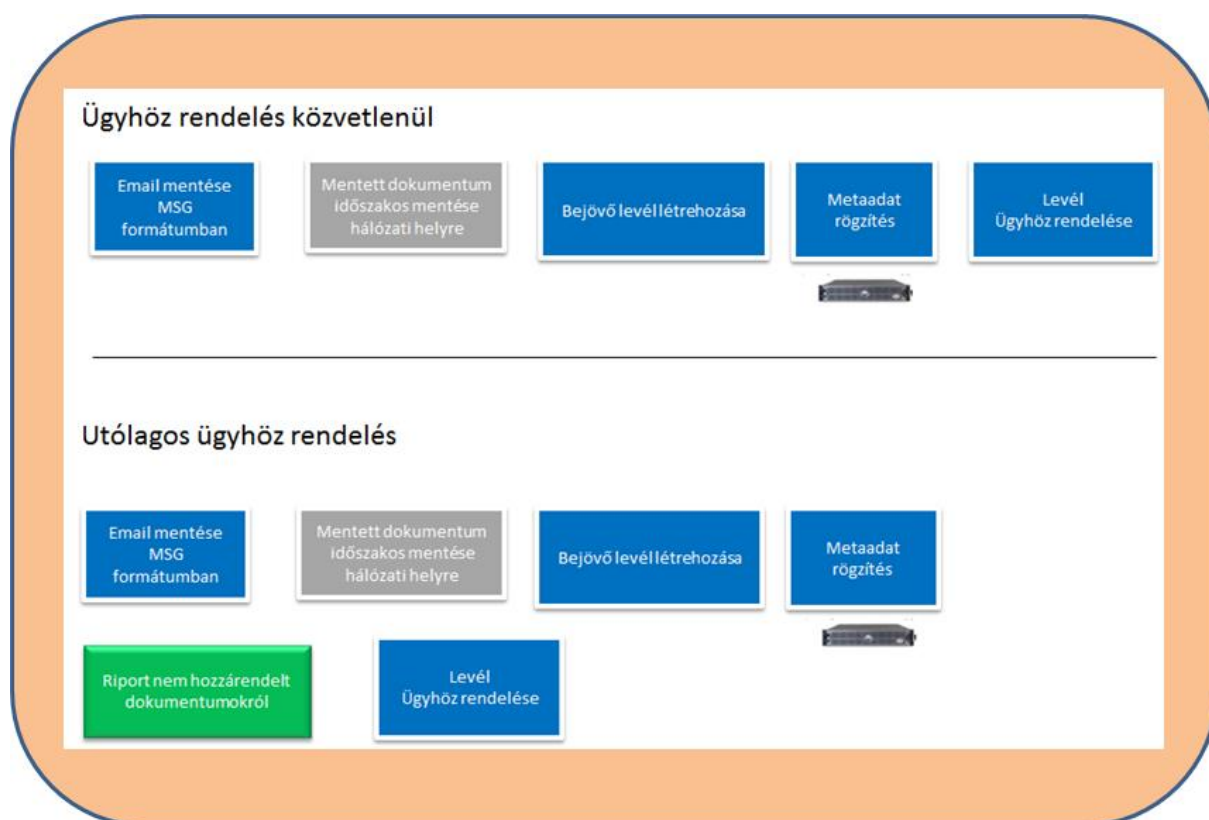 Ügyhöz rendelés közvetlenül
Email mentése
MSG
formátumban
Mentett dokumentum
időszakos mentése
hálózati helyre
Bejövő levél létrehozása
Metaadat
rögzítés
Levél
Ügyhöz rendelése
Utólagos ügyhöz rendelés
Email mentése
MSG
formátumban
Mentett dokumentum
időszakos mentése
hálózati helyre
Bejövő levél létrehozása
Metaadat
rögzítés
Riport nem hozzárendelt
dokumentumokról
Levél
Ügyhöz rendelése